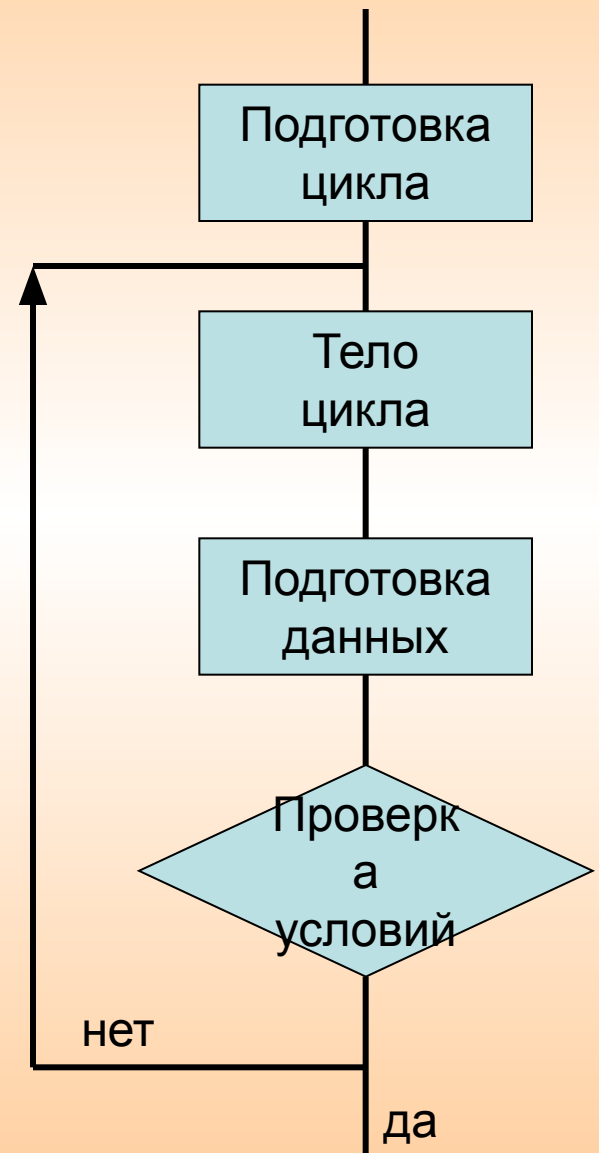 Подготовка
цикла
Тело
цикла
Подготовка
данных
Проверк
а
условий
нет
да